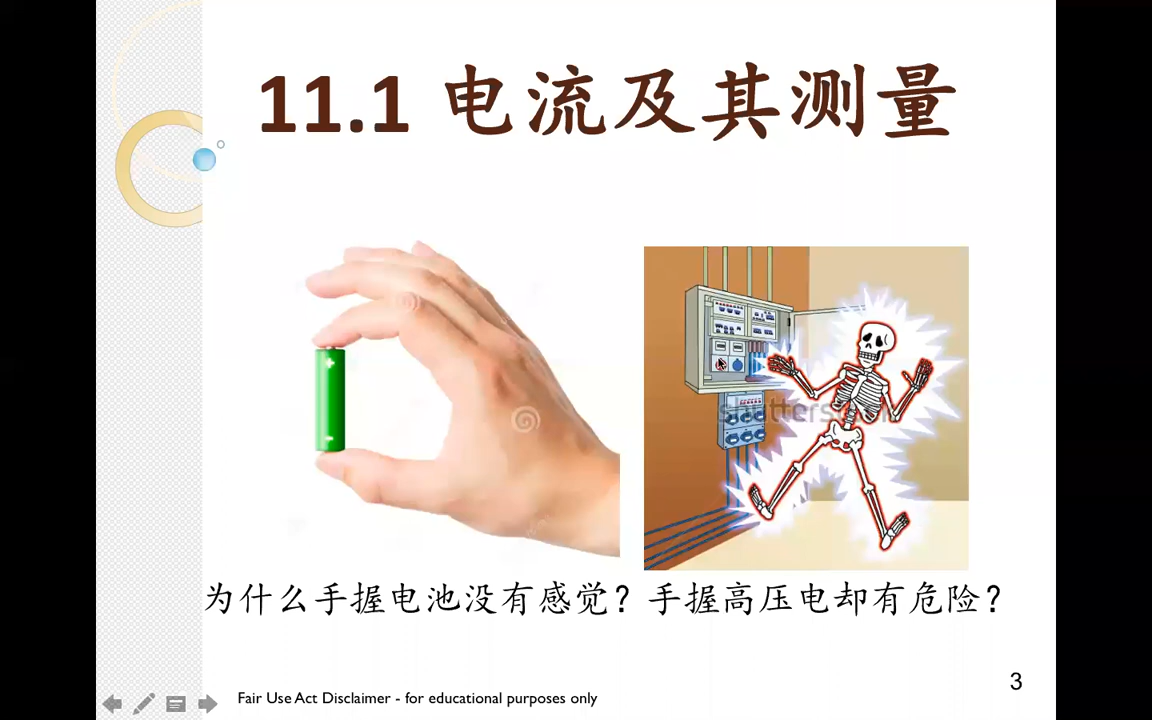 11.1 电流及其测量
+
-
shutterstock
为什么手握电池没有感觉？手握高压电却有危险？
3
Fair Use Act Disclaimer - for educational purposes only